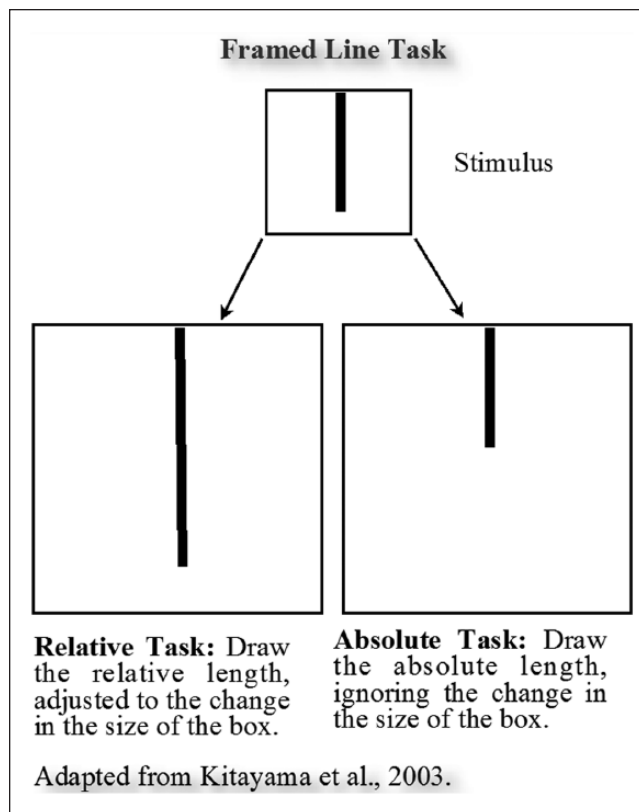 Framed Line Task
Stimulus
Relative Task: Draw
the relative length,
adjusted to the change
in the size of the box.
Absolute Task: Draw
the absolute length,
ignoring the change in
the size of the box.
Adapted from Kitayama et al., 2003.